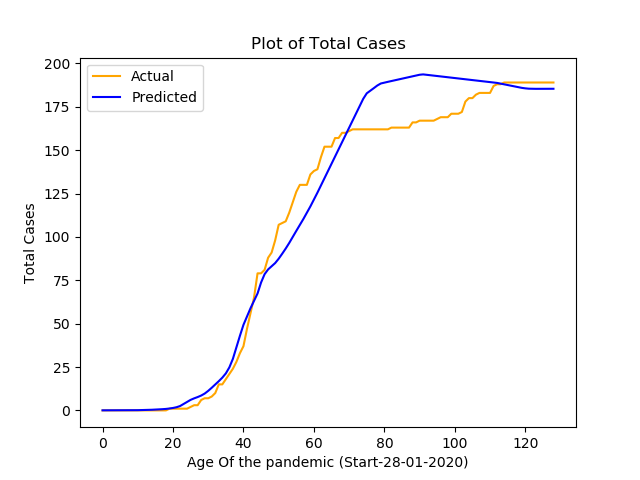 Plot of Total Cases
Actual
Predicted
Total Cases
200
175
150
125
100
75
50
25
0
0 20 40 60 80 100 120
Age Of the pandemic (Start-28-01-2020)